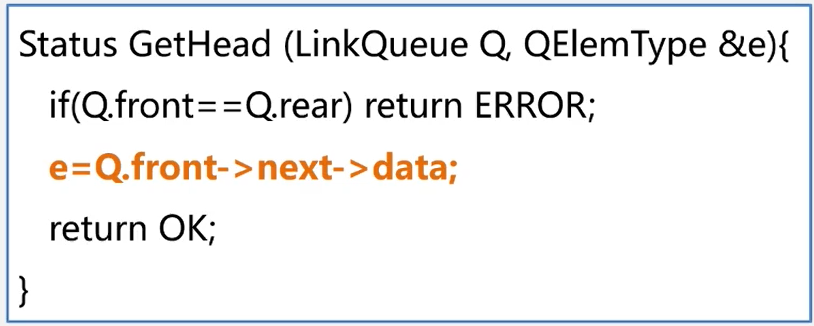 Status GetHead (LinkQueue Q, QElemType &e){
if(Q.front==Q.rear) return ERROR;
e=Q.front->next->data;
return OK;
}